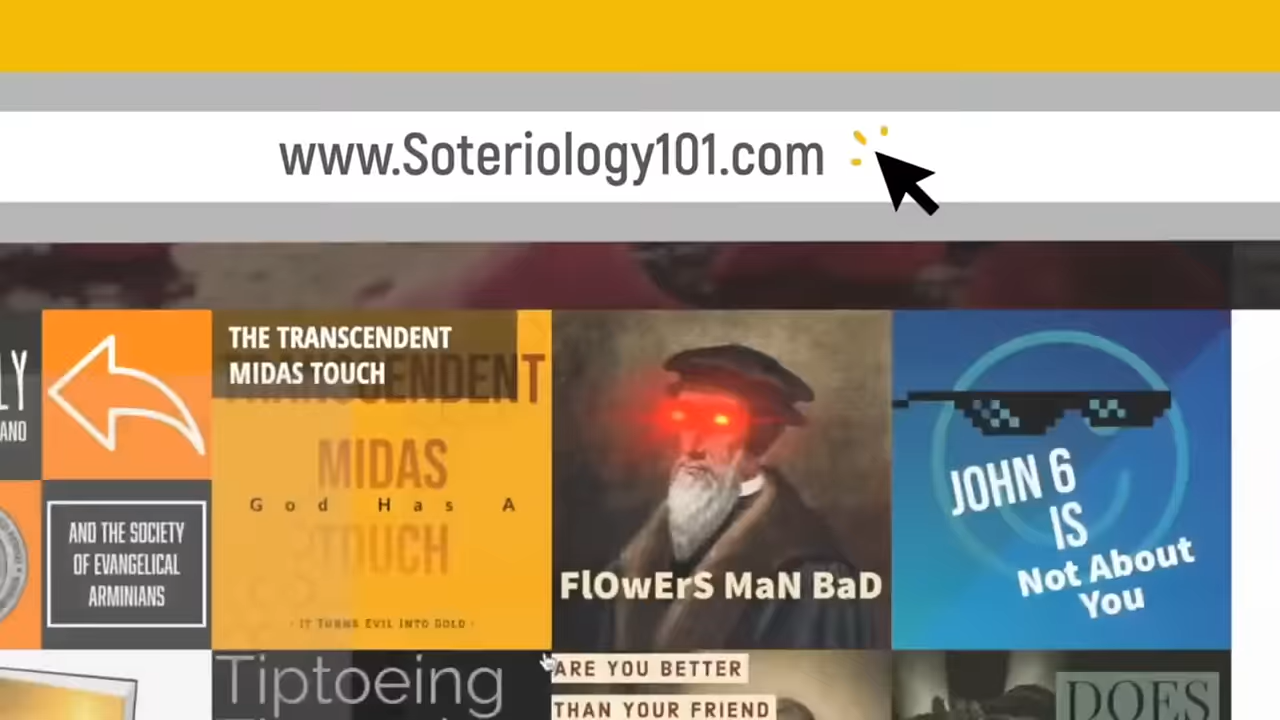 www.Soteriology101.com
LY
AND
AND THE SOCIETY
OF EVANGELICAL
ARMINIANS
THE TRANSCENDENT
MIDAS TOUCH
MIDAS
God Has A
TOUCH
· IT TURNS EVIL INTO GOLD ·
FlOwErS MaN BaD
JOHN 6
IS
Not About
You
Tiptoeing
ARE YOU BETTER
THAN YOUR FRIEND
DOES